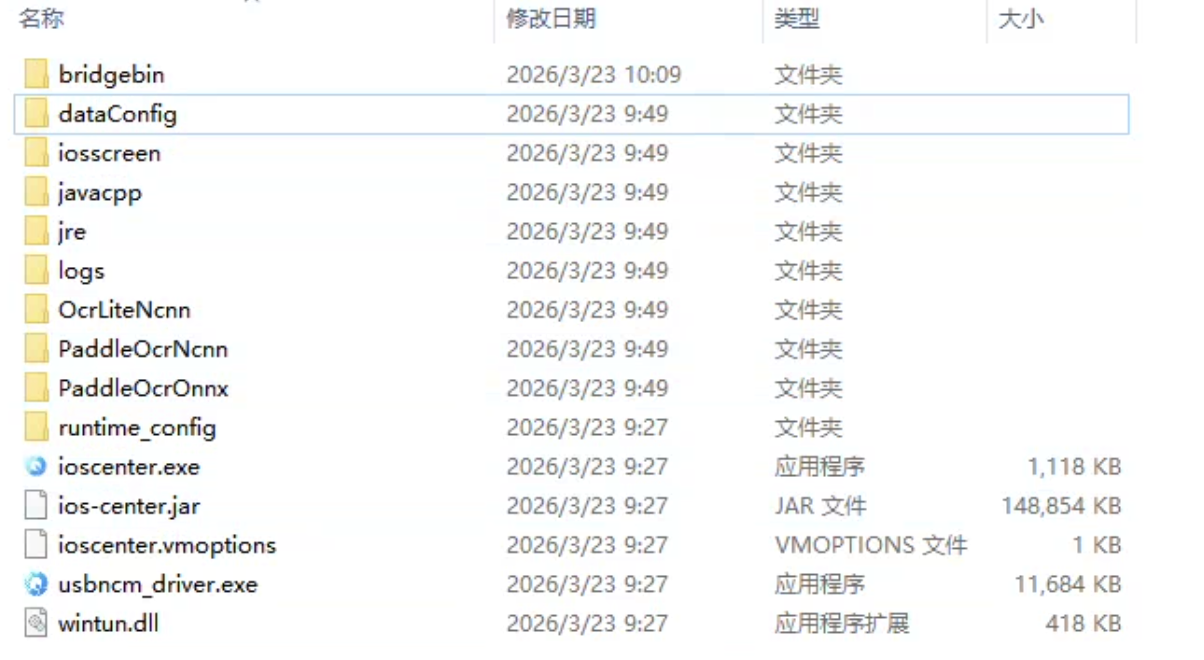 名称 修改日期 类型 大小
bridgebin 2026/3/23 10:09 文件夹
dataConfig 2026/3/23 9:49 文件夹
iosscreen 2026/3/23 9:49 文件夹
javacpp 2026/3/23 9:49 文件夹
jre 2026/3/23 9:49 文件夹
logs 2026/3/23 9:49 文件夹
OcrLiteNcnn 2026/3/23 9:49 文件夹
PaddleOcrNcnn 2026/3/23 9:49 文件夹
PaddleOcrOnnx 2026/3/23 9:49 文件夹
runtime_config 2026/3/23 9:27 文件夹
ioscenter.exe 2026/3/23 9:27 应用程序 1,118 KB
ios-center.jar 2026/3/23 9:27 JAR 文件 148,854 KB
ioscenter.vmoptions 2026/3/23 9:27 VMOPTIONS 文件 1 KB
usbncm_driver.exe 2026/3/23 9:27 应用程序 11,684 KB
wintun.dll 2026/3/23 9:27 应用程序扩展 418 KB